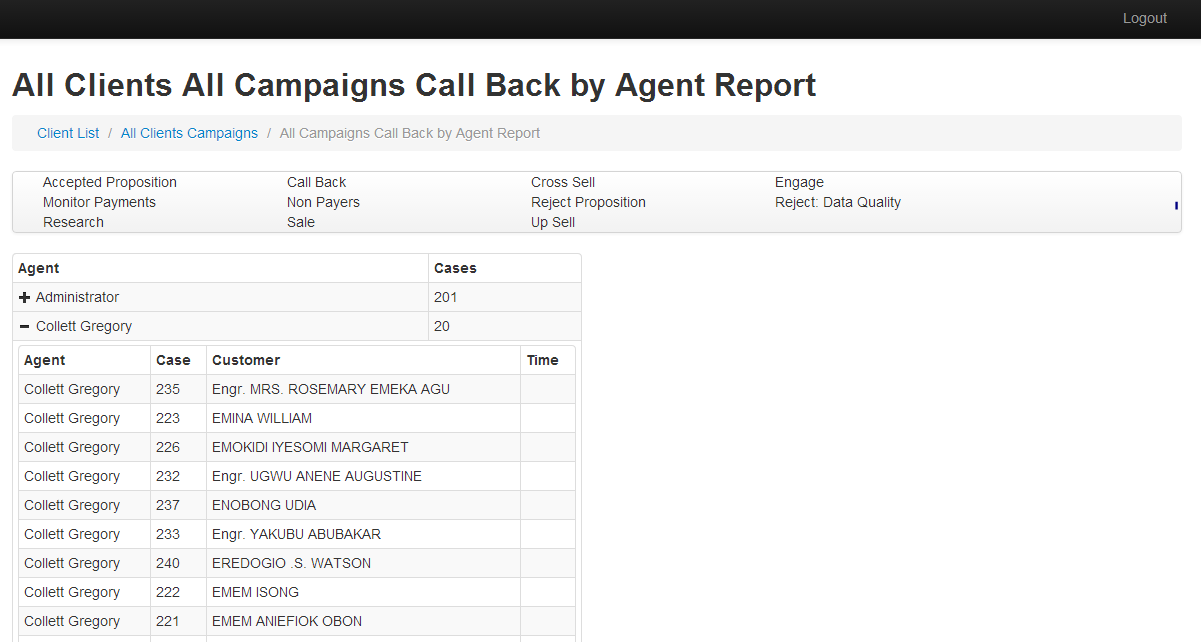 Logout
All Clients All Campaigns Call Back by Agent Report
Client List / All Clients Campaigns / All Campaigns Call Back by Agent Report
Accepted Proposition Call Back Cross Sell Engage
Monitor Payments Non Payers Reject Proposition Reject: Data Quality
Research Sale Up Sell
Agent Cases
Administrator 201
Collett Gregory 20
Agent Case Customer Time
Collett Gregory 235 Engr. MRS. ROSEMARY EMEKA AGU
Collett Gregory 223 EMINA WILLIAM
Collett Gregory 226 EMOKIDI IYESOMI MARGARET
Collett Gregory 232 Engr. UGWU ANENE AUGUSTINE
Collett Gregory 237 ENOBONG UDIA
Collett Gregory 233 Engr. YAKUBU ABUBAKAR
Collett Gregory 240 EREDOGIO .S. WATSON
Collett Gregory 222 EMEM ISONG
Collett Gregory 221 EMEM ANIEFIOK OBON